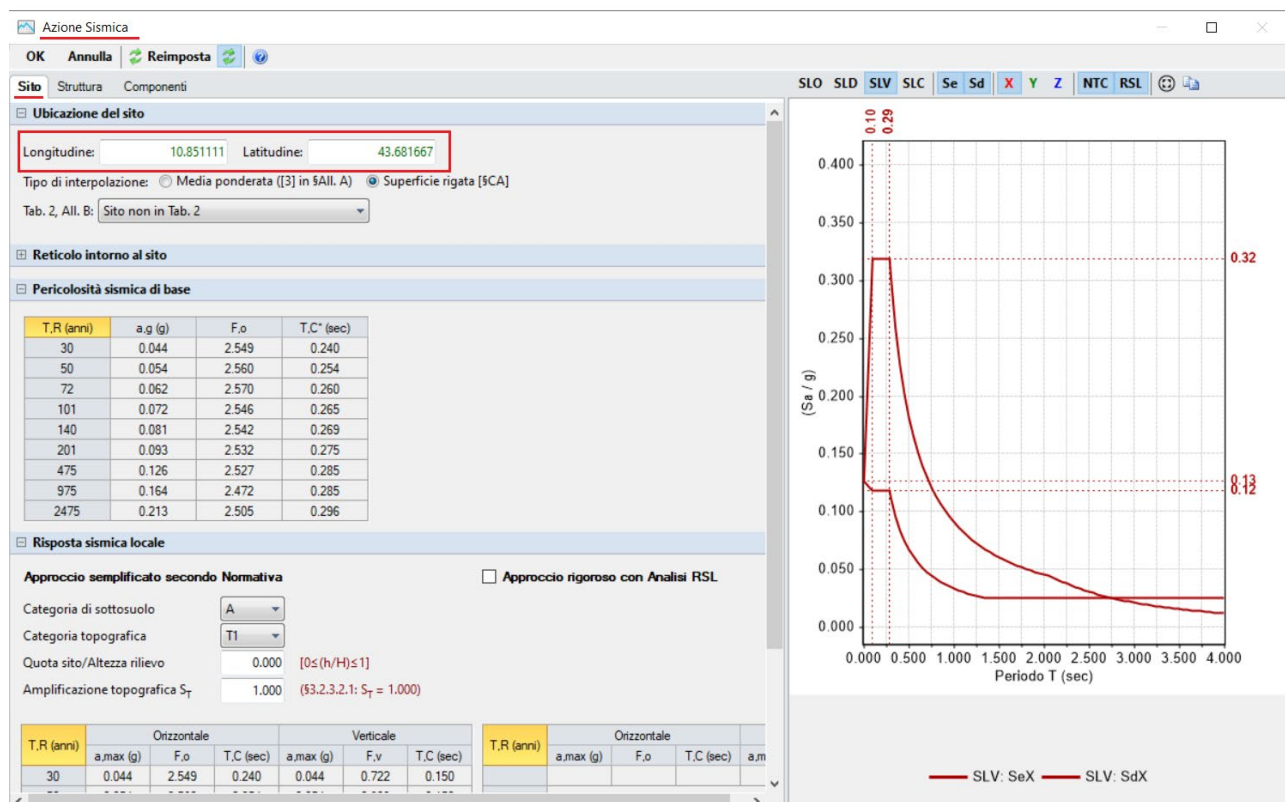 Azione Sismica
OK Annulla Reimposta
Sito Struttura Componenti
Ubicazione del sito
Longitudine: 10.851111 Latitudine: 43.681667
Tipo di interpolazione: Media ponderata ([3] in §All. A) Superficie rigata [§CA]
Tab. 2, All. B: Sito non in Tab. 2
Reticolo intorno al sito
Pericolosità sismica di base
T,R (anni) a,g (g) F,o T,C* (sec)
30 0.044 2.549 0.240
50 0.054 2.560 0.254
72 0.062 2.570 0.260
101 0.072 2.546 0.265
140 0.081 2.542 0.269
201 0.093 2.532 0.275
475 0.126 2.527 0.285
975 0.164 2.472 0.285
2475 0.213 2.505 0.296
Risposta sismica locale
Approccio semplificato secondo Normativa Approccio rigoroso con Analisi RSL
Categoria di sottosuolo A
Categoria topografica T1
Quota sito/Altezza rilievo 0.000 [0≤(h/H)≤1]
Amplificazione topografica ST 1.000 (§3.2.3.2.1: ST = 1.000)
T,R (anni) Orizzontale Verticale T,R (anni) Orizzontale
a,max (g) F,o T,C (sec) a,max (g) F,v T,C (sec) a,max (g) F,o T,C (sec) a,m
30 0.044 2.549 0.240 0.044 0.722 0.150
SLO SLD SLV SLC Se Sd X Y Z NTC RSL
0.10
0.29
0.400
0.350
0.300
0.250
0.200
0.150
0.100
0.050
0.000
(Sa / g)
0.32
0.13
0.12
0.000 0.500 1.000 1.500 2.000 2.500 3.000 3.500 4.000
Periodo T (sec)
SLV: SeX SLV: SdX